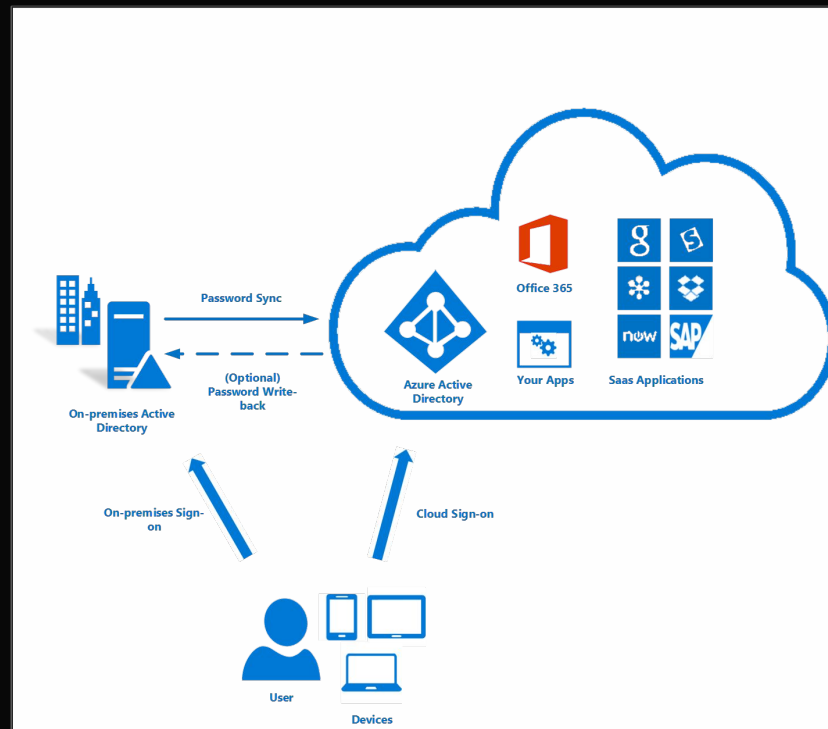 Office 365
g
S
Password Sync
now
SAP
(Optional)
Password Write-
back
Azure Active
Directory
Your Apps
Saas Applications
On-premises Active
Directory
On-premises Sign-
on
Cloud Sign-on
User
Devices